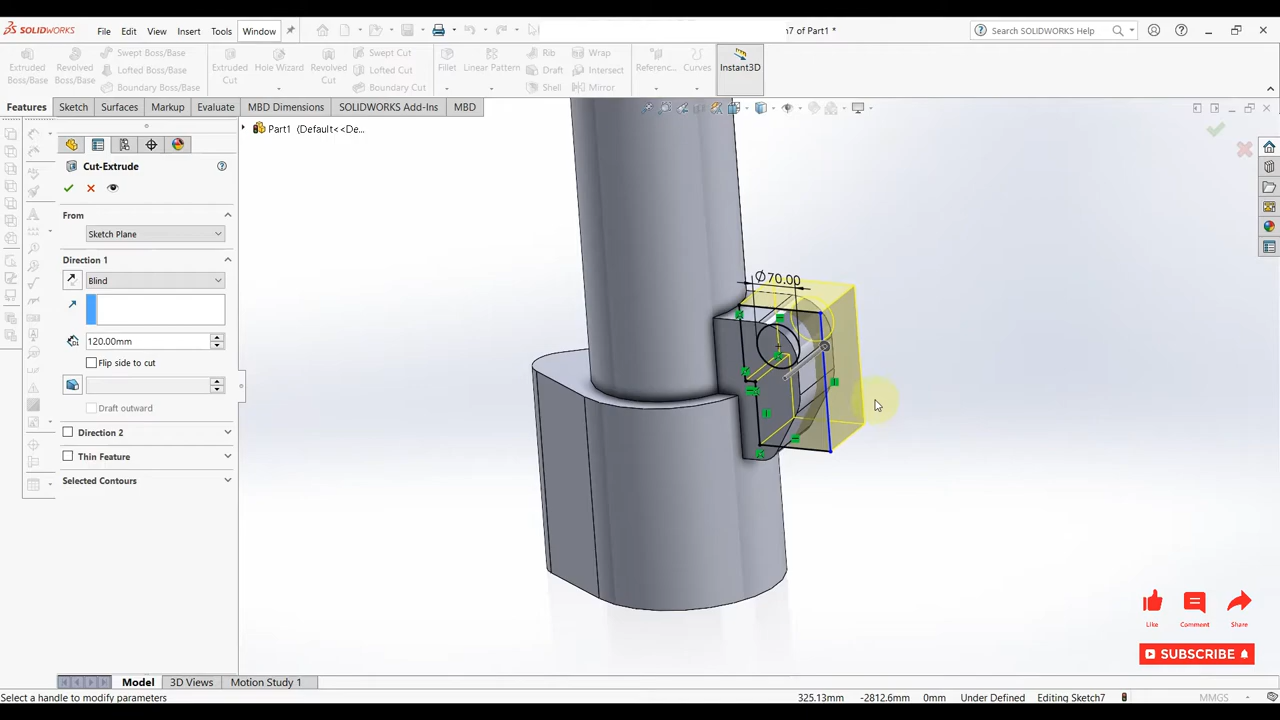 SOLIDWORKS File Edit View Insert Tools Window n7 of Part1 * Search SOLIDWORKS Help
Extruded Boss/Base
Revolved Boss/Base
Swept Boss/Base
Lofted Boss/Base
Boundary Boss/Base
Extruded Cut
Hole Wizard
Revolved Cut
Swept Cut
Lofted Cut
Boundary Cut
Fillet
Linear Pattern
Rib
Draft
Shell
Wrap
Intersect
Mirror
Referenc...
Curves
Instant3D
Features Sketch Surfaces Markup Evaluate MBD Dimensions SOLIDWORKS Add-Ins MBD
Part1 (Default<<De...
Cut-Extrude
From
Sketch Plane
Direction 1
Blind
120.00mm
Flip side to cut
Draft outward
Direction 2
Thin Feature
Selected Contours
Ø70.00
Like Comment Share
SUBSCRIBE
Model 3D Views Motion Study 1
Select a handle to modify parameters 325.13mm -2812.6mm 0mm Under Defined Editing Sketch7 MMGS